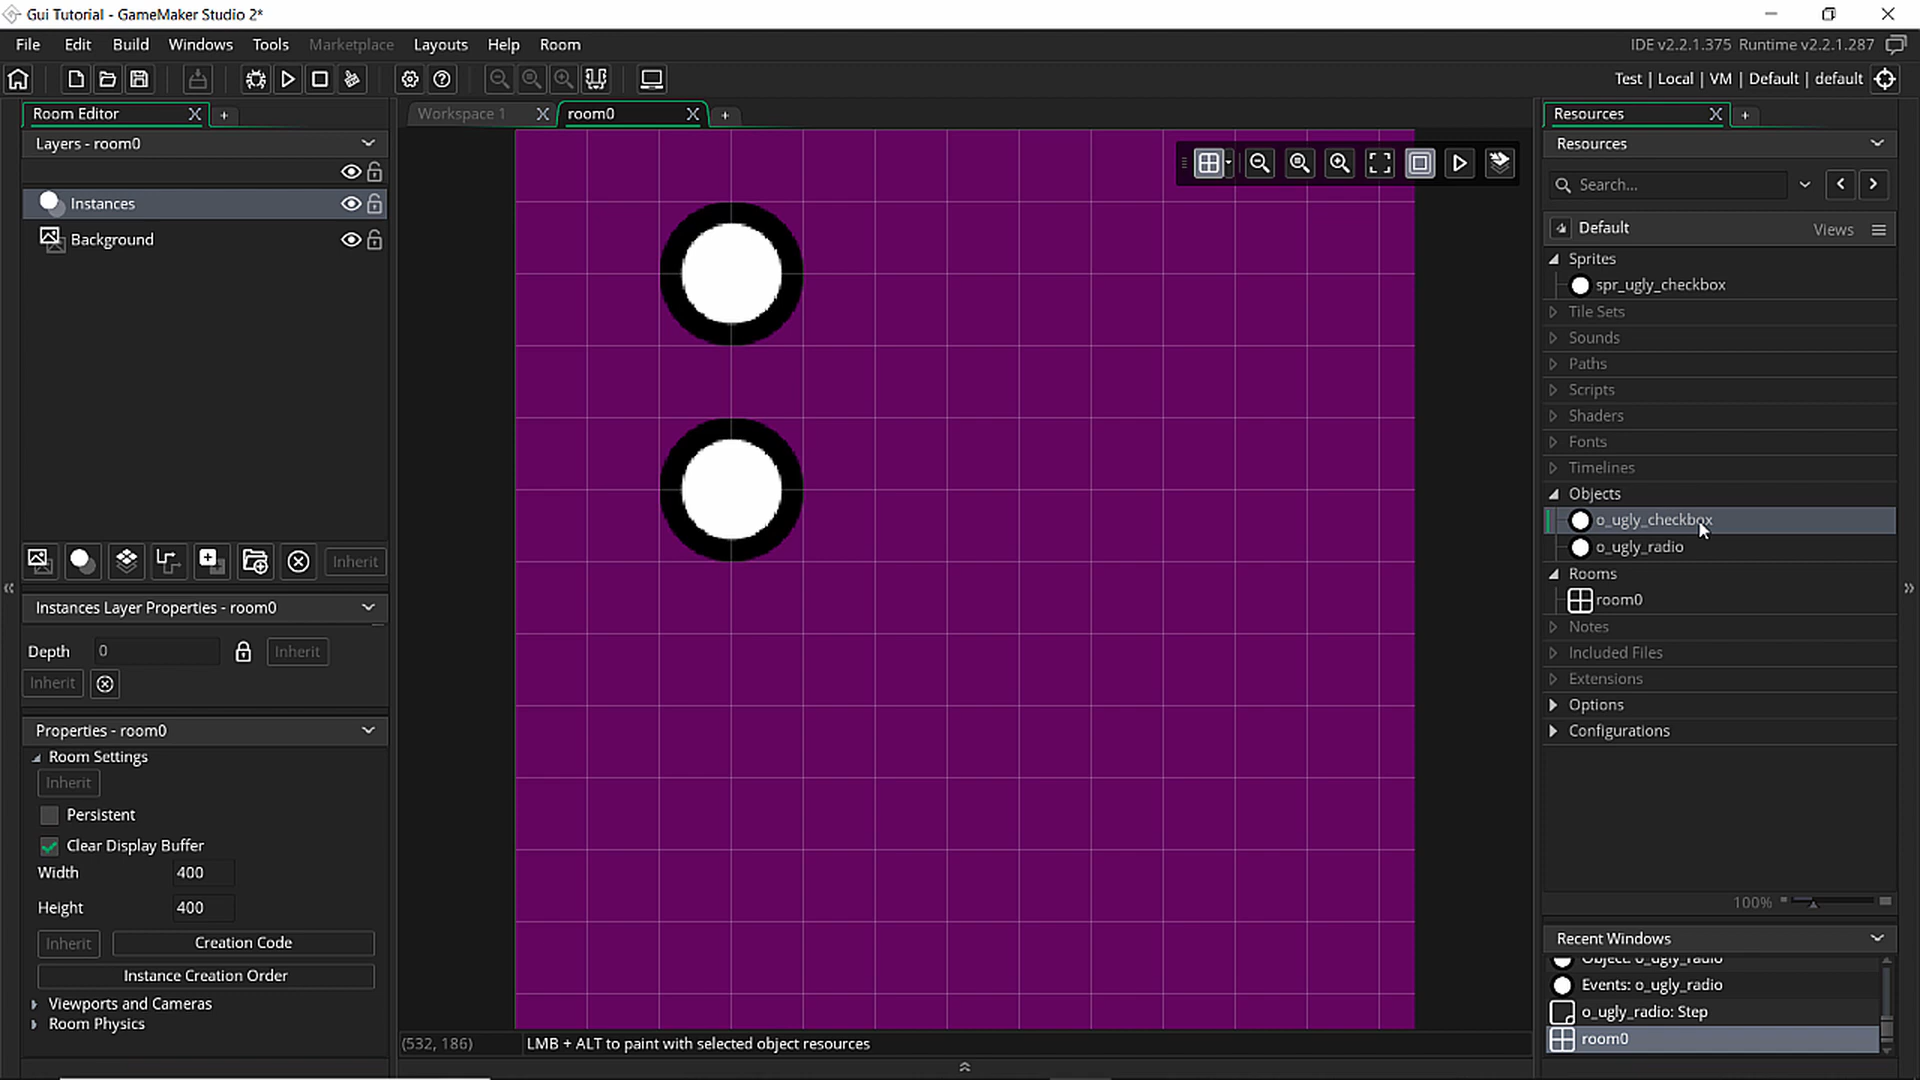 Gui Tutorial - GameMaker Studio 2*
File Edit Build Windows Tools Marketplace Layouts Help Room
IDE v2.2.1.375 Runtime v2.2.1.287
Test | Local | VM | Default | default
Room Editor X +
Layers - room0
Instances
Background
Inherit
Instances Layer Properties - room0
Depth 0 Inherit
Inherit
Properties - room0
Room Settings
Inherit
Persistent
Clear Display Buffer
Width 400
Height 400
Inherit Creation Code
Instance Creation Order
Viewports and Cameras
Room Physics
Workspace 1 X room0 X +
(532, 186) LMB + ALT to paint with selected object resources
Resources X +
Resources
Search...
Default Views
Sprites
spr_ugly_checkbox
Tile Sets
Sounds
Paths
Scripts
Shaders
Fonts
Timelines
Objects
o_ugly_checkbox
o_ugly_radio
Rooms
room0
Notes
Included Files
Extensions
Options
Configurations
100%
Recent Windows
Object: o_ugly_radio
Events: o_ugly_radio
o_ugly_radio: Step
room0